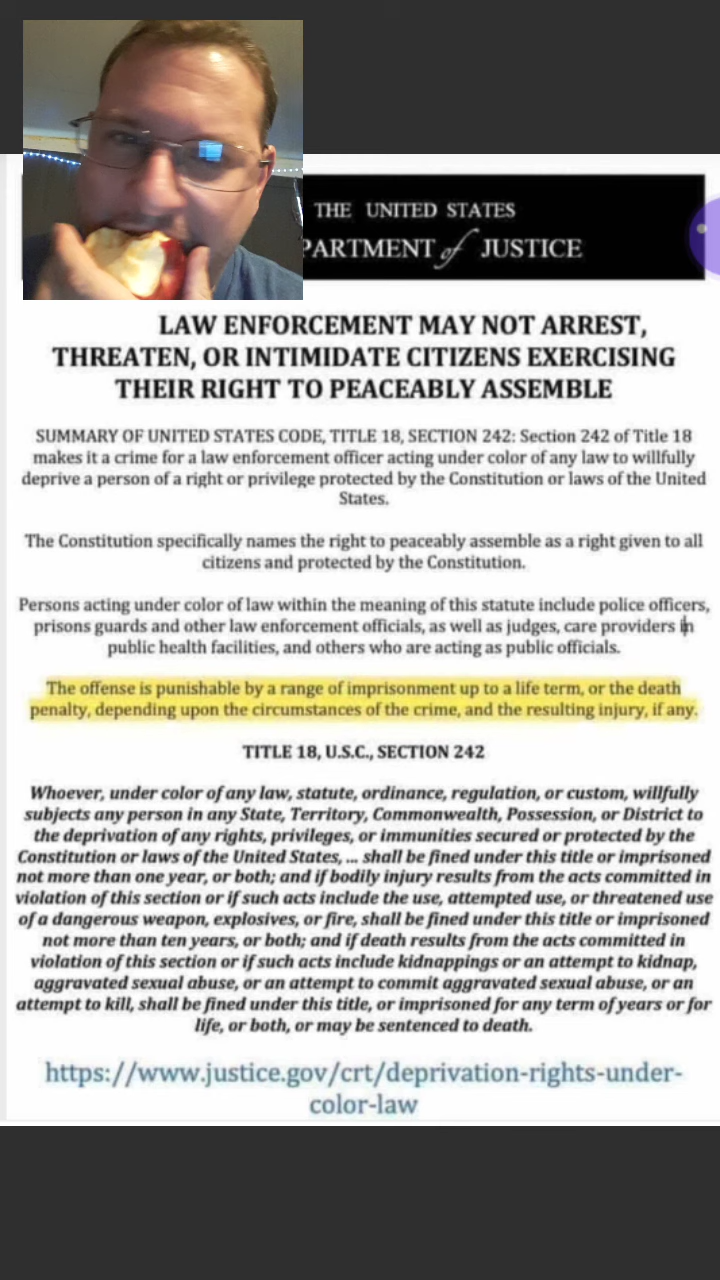 THE UNITED STATES
PARTMENT of JUSTICE
LAW ENFORCEMENT MAY NOT ARREST,
THREATEN, OR INTIMIDATE CITIZENS EXERCISING
THEIR RIGHT TO PEACEABLY ASSEMBLE
SUMMARY OF UNITED STATES CODE, TITLE 18, SECTION 242: Section 242 of Title 18
makes it a crime for a law enforcement officer acting under color of any law to willfully
deprive a person of a right or privilege protected by the Constitution or laws of the United
States.
The Constitution specifically names the right to peaceably assemble as a right given to all
citizens and protected by the Constitution.
Persons acting under color of law within the meaning of this statute include police officers,
prisons guards and other law enforcement officials, as well as judges, care providers in
public health facilities, and others who are acting as public officials.
The offense is punishable by a range of imprisonment up to a life term, or the death
penalty, depending upon the circumstances of the crime, and the resulting injury, if any.
TITLE 18, U.S.C., SECTION 242
Whoever, under color of any law, statute, ordinance, regulation, or custom, willfully
subjects any person in any State, Territory, Commonwealth, Possession, or District to
the deprivation of any rights, privileges, or immunities secured or protected by the
Constitution or laws of the United States, ... shall be fined under this title or imprisoned
not more than one year, or both; and if bodily injury results from the acts committed in
violation of this section or if such acts include the use, attempted use, or threatened use
of a dangerous weapon, explosives, or fire, shall be fined under this title or imprisoned
not more than ten years, or both; and if death results from the acts committed in
violation of this section or if such acts include kidnappings or an attempt to kidnap,
aggravated sexual abuse, or an attempt to commit aggravated sexual abuse, or an
attempt to kill, shall be fined under this title, or imprisoned for any term of years or for
life, or both, or may be sentenced to death.
https://www.justice.gov/crt/deprivation-rights-under-
color-law